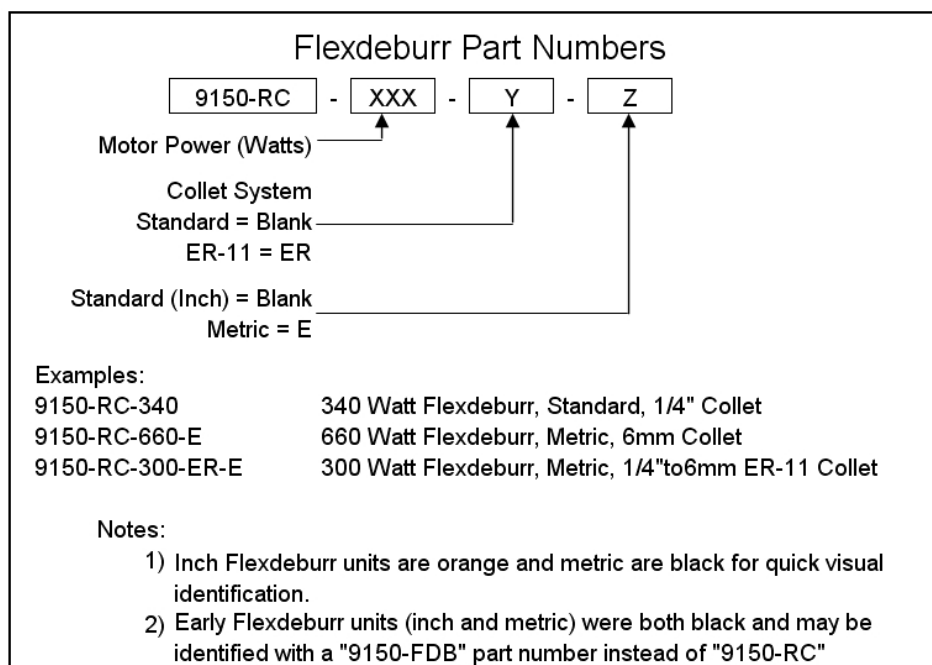 Flexdeburr Part Numbers
9150-RC - XXX - Y - Z
Motor Power (Watts)
Collet System
Standard = Blank
ER-11 = ER
Standard (Inch) = Blank
Metric = E
Examples:
9150-RC-340 340 Watt Flexdeburr, Standard, 1/4" Collet
9150-RC-660-E 660 Watt Flexdeburr, Metric, 6mm Collet
9150-RC-300-ER-E 300 Watt Flexdeburr, Metric, 1/4"to6mm ER-11 Collet
Notes:
1) Inch Flexdeburr units are orange and metric are black for quick visual
identification.
2) Early Flexdeburr units (inch and metric) were both black and may be
identified with a "9150-FDB" part number instead of "9150-RC"